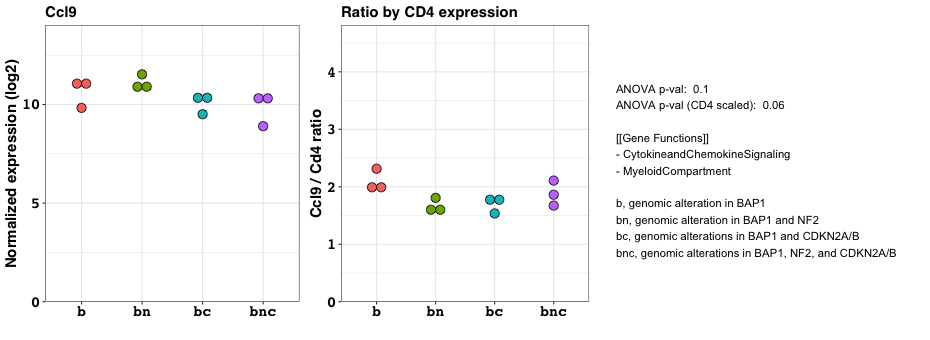 Ccl9
Normalized expression (log2)
10
5
0
b bn bc bnc
Ratio by CD4 expression
Ccl9 / Cd4 ratio
4
3
2
1
0
b bn bc bnc
ANOVA p-val:  0.1
ANOVA p-val (CD4 scaled):  0.06
[[Gene Functions]]
- CytokineandChemokineSignaling
- MyeloidCompartment
b, genomic alteration in BAP1
bn, genomic alteration in BAP1 and NF2
bc, genomic alterations in BAP1 and CDKN2A/B
bnc, genomic alterations in BAP1, NF2, and CDKN2A/B